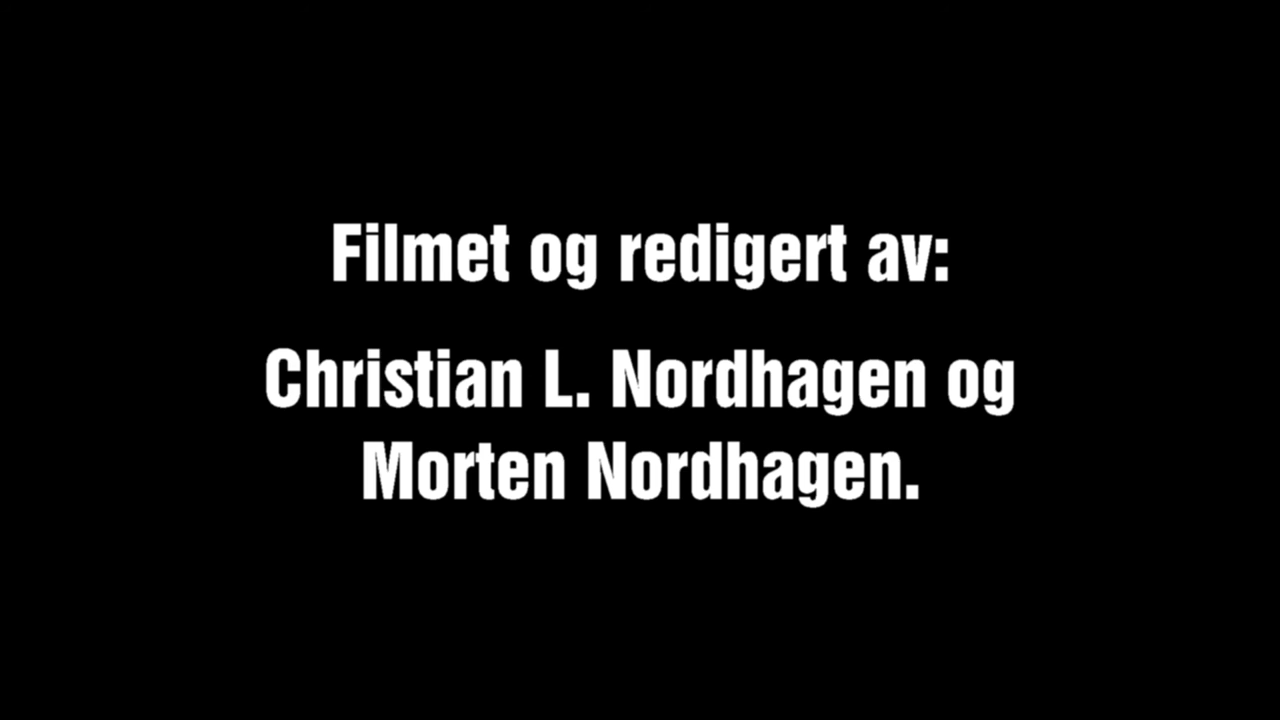 Filmet og redigert av:
Christian L. Nordhagen og
Morten Nordhagen.